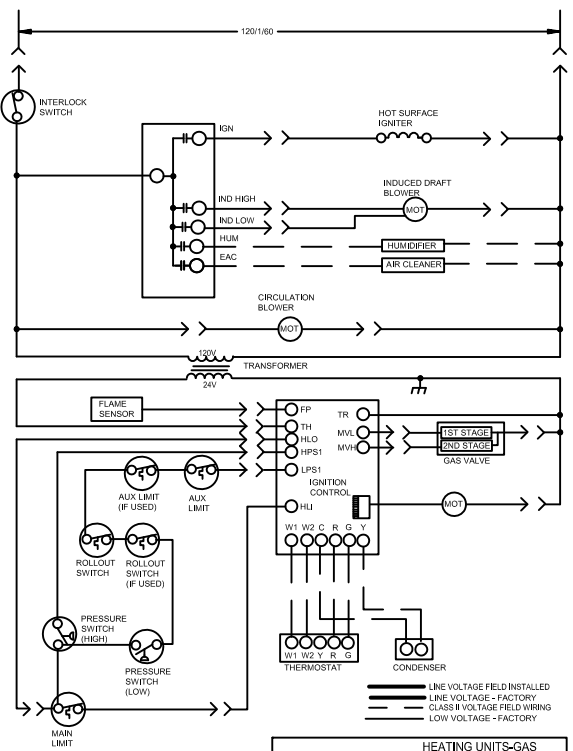 120/1/60
INTERLOCK
SWITCH
IGN
HOT SURFACE
IGNITER
IND HIGH
IND LOW
HUM
EAC
INDUCED DRAFT
BLOWER
MOT
HUMIDIFIER
AIR CLEANER
CIRCULATION
BLOWER
MOT
120V
TRANSFORMER
24V
FLAME
SENSOR
FP
TH
HLO
HPS1
LPS1
HLI
TR
MVL
MVH
1ST STAGE
2ND STAGE
GAS VALVE
IGNITION
CONTROL
MOT
AUX LIMIT
(IF USED)
AUX
LIMIT
W1 W2 C R G Y
ROLLOUT
SWITCH
ROLLOUT
SWITCH
(IF USED)
PRESSURE
SWITCH
(HIGH)
PRESSURE
SWITCH
(LOW)
MAIN
LIMIT
W1 W2 Y R G
THERMOSTAT
CONDENSER
LINE VOLTAGE FIELD INSTALLED
LINE VOLTAGE - FACTORY
CLASS II VOLTAGE FIELD WIRING
LOW VOLTAGE - FACTORY
HEATING UNITS-GAS